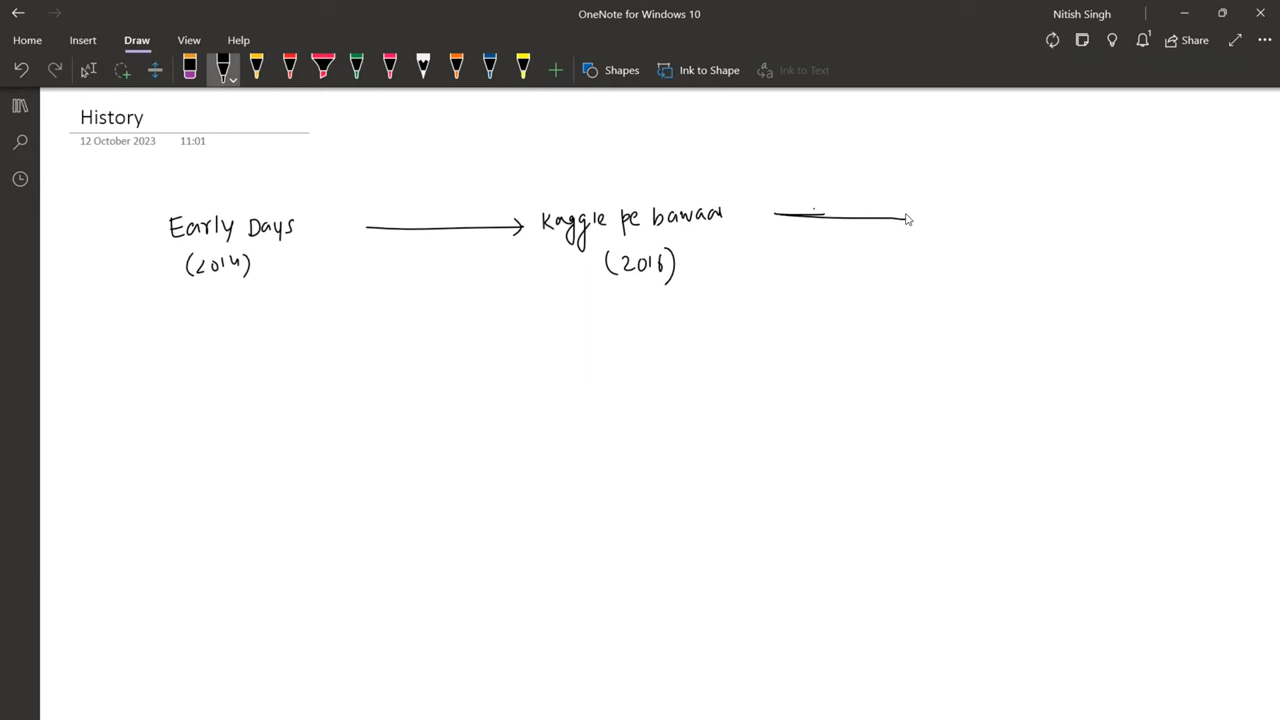 OneNote for Windows 10
Nitish Singh
Home Insert Draw View Help
Share
Shapes Ink to Shape Ink to Text
History
12 October 2023 11:01
Early Days Kaggle pe bawaal
(2014) (2016)